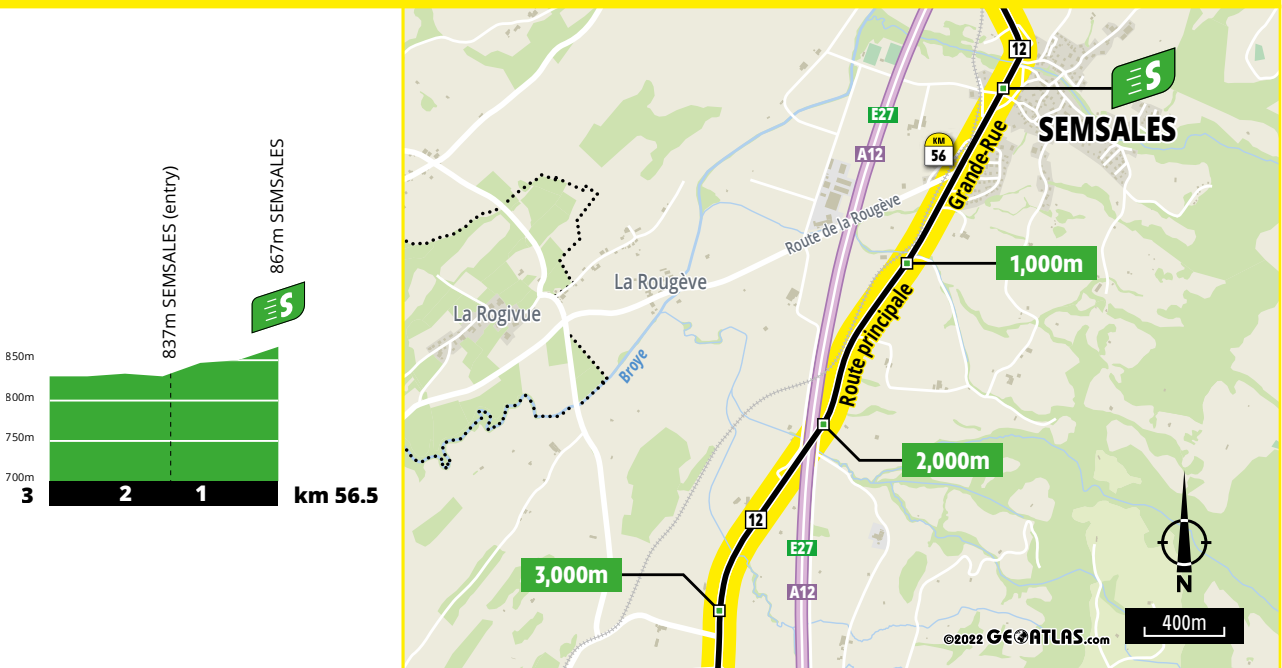 837m SEMSALES (entry)
867m SEMSALES
S
850m
800m
750m
700m
3
2
1
km 56.5
12
S
SEMSALES
E27
A12
KM
56
Grande-Rue
Route de la Rougève
1,000m
La Rougève
La Rogivue
Route principale
Broye
2,000m
12
E27
3,000m
A12
N
©2022 GEOATLAS.com
400m